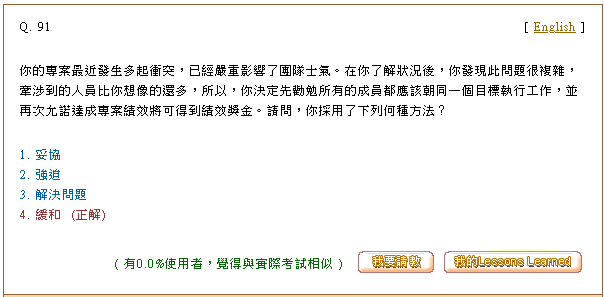 Q. 91
[ English ]
你的專案最近發生多起衝突，已經嚴重影響了團隊士氣。在你了解狀況後，你發現此問題很複雜，
牽涉到的人員比你想像的還多，所以，你決定先勸勉所有的成員都應該朝同一個目標執行工作，並
再次允諾達成專案績效將可得到績效獎金。請問，你採用了下列何種方法？
1. 妥協
2. 強迫
3. 解決問題
4. 緩和 (正解)
( 有0.0%使用者，覺得與實際考試相似 )
我要請教
我的Lessons Learned